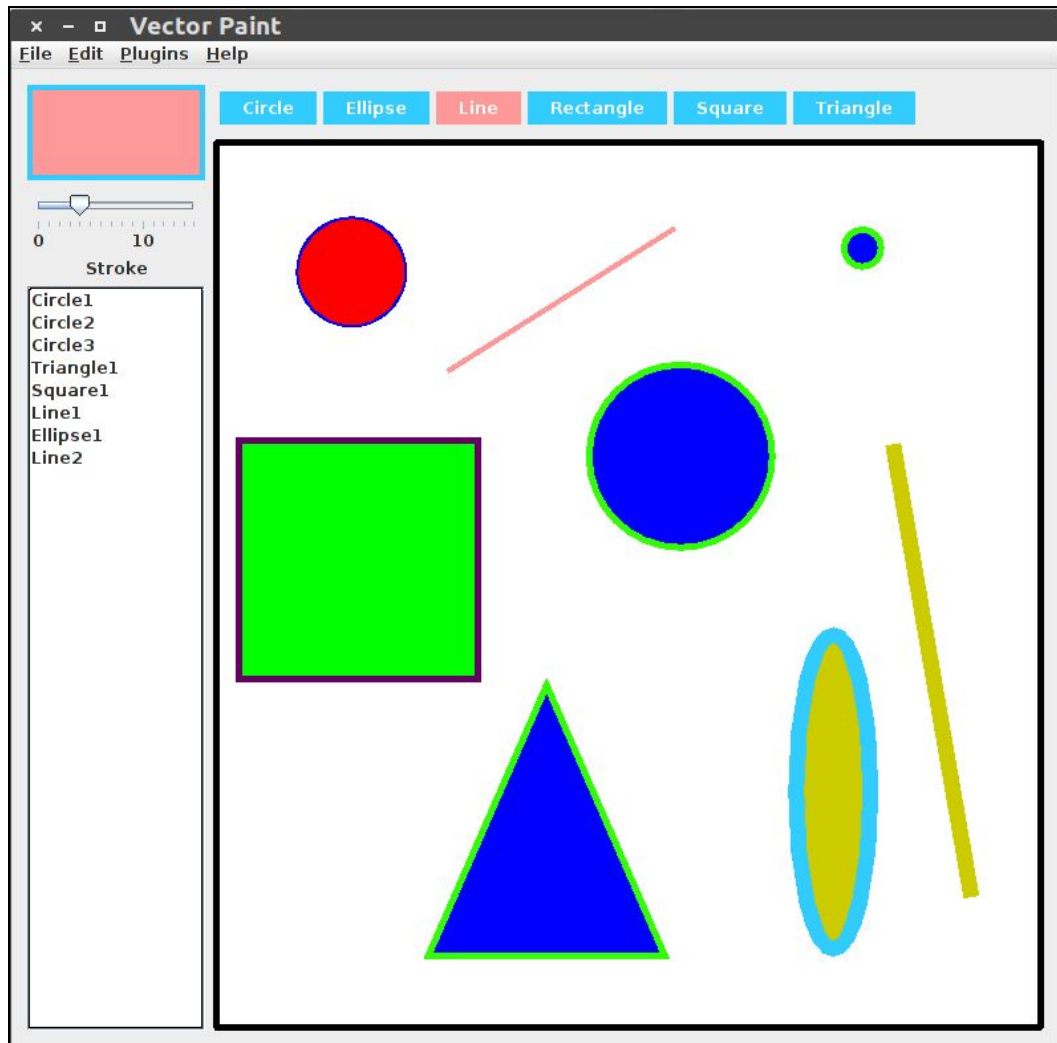 Vector Paint
File Edit Plugins Help
Circle Ellipse Line Rectangle Square Triangle
0 10
Stroke
Circle1
Circle2
Circle3
Triangle1
Square1
Line1
Ellipse1
Line2